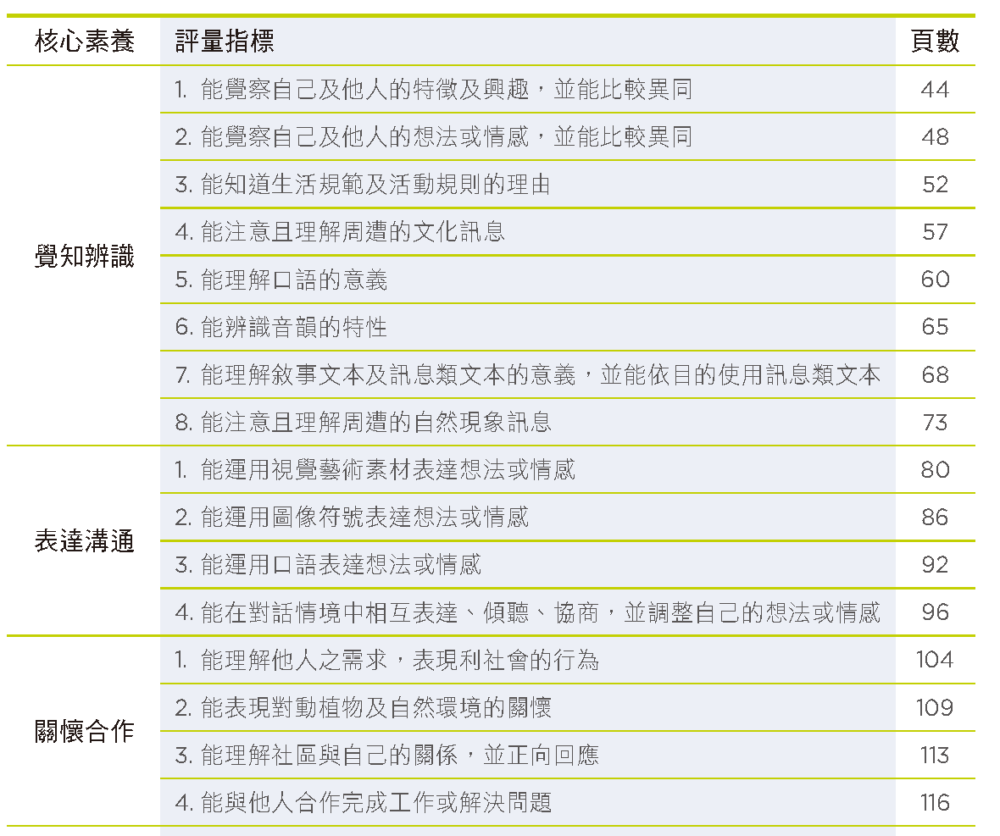 核心素養 評量指標 頁數
1. 能覺察自己及他人的特徵及興趣，並能比較異同 44
2. 能覺察自己及他人的想法或情感，並能比較異同 48
3. 能知道生活規範及活動規則的理由 52
4. 能注意且理解周遭的文化訊息 57
覺知辨識
5. 能理解口語的意義 60
6. 能辨識音韻的特性 65
7. 能理解敘事文本及訊息類文本的意義，並能依目的使用訊息類文本 68
8. 能注意且理解周遭的自然現象訊息 73
1. 能運用視覺藝術素材表達想法或情感 80
2. 能運用圖像符號表達想法或情感 86
表達溝通
3. 能運用口語表達想法或情感 92
4. 能在對話情境中相互表達、傾聽、協商，並調整自己的想法或情感 96
1. 能理解他人之需求，表現利社會的行為 104
2. 能表現對動植物及自然環境的關懷 109
關懷合作
3. 能理解社區與自己的關係，並正向回應 113
4. 能與他人合作完成工作或解決問題 116